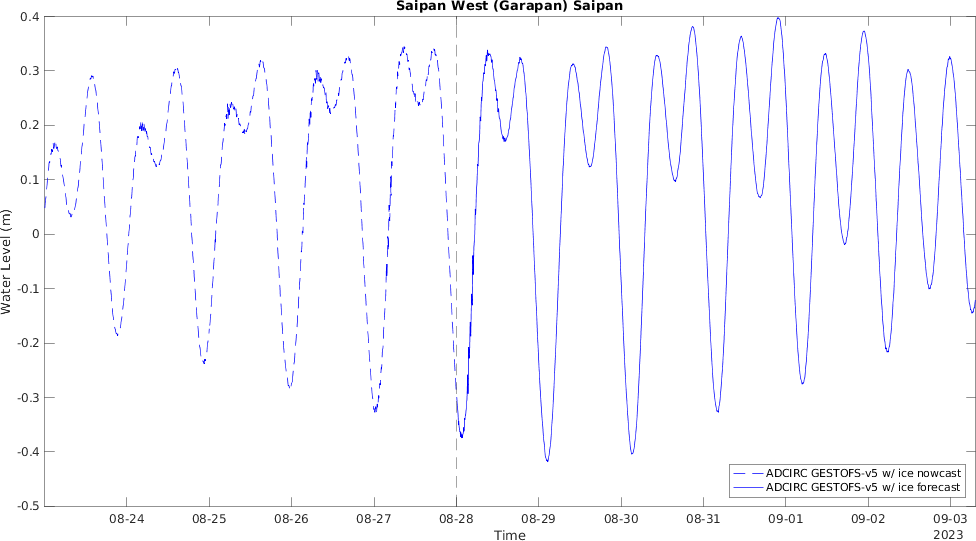 Saipan West (Garapan) Saipan
0.4
0.3
0.2
0.1
0
-0.1
-0.2
-0.3
-0.4
-0.5
Water Level (m)
ADCIRC GESTOFS-v5 w/ ice nowcast
ADCIRC GESTOFS-v5 w/ ice forecast
08-24 08-25 08-26 08-27 08-28 08-29 08-30 08-31 09-01 09-02 09-03
Time
2023